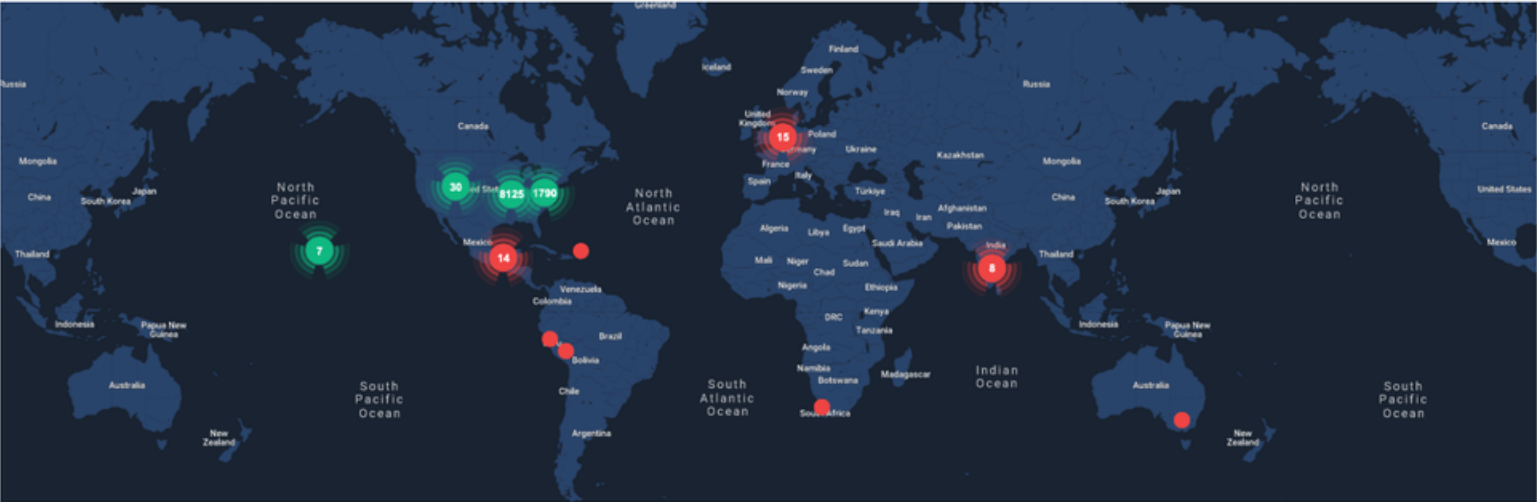 Greenland
Iceland
Finland
Sweden
Norway
Russia
Russia
United
Kingdom
15
Poland
Canada
Canada
Mongolia
Ukraine
Kazakhstan
Mongolia
France
Italy
Spain
Türkiye
China
South Korea
Japan
North
Pacific
Ocean
30
8125
1790
North
Atlantic
Ocean
Iraq
Iran
Afghanistan
Pakistan
China
South Korea
Japan
North
Pacific
Ocean
United States
Algeria
Libya
Egypt
Saudi Arabia
India
8
Thailand
Thailand
7
Mexico
14
Mexico
Mali
Niger
Chad
Sudan
Nigeria
Ethiopia
Venezuela
Colombia
DRC
Kenya
Tanzania
Indonesia
Papua New
Guinea
Indonesia
Papua New
Guinea
Brazil
Bolivia
Angola
Namibia
Botswana
Madagascar
Indian
Ocean
Australia
South
Pacific
Ocean
Chile
South
Atlantic
Ocean
Australia
South
Pacific
Ocean
South Africa
New
Zealand
Argentina
New
Zealand